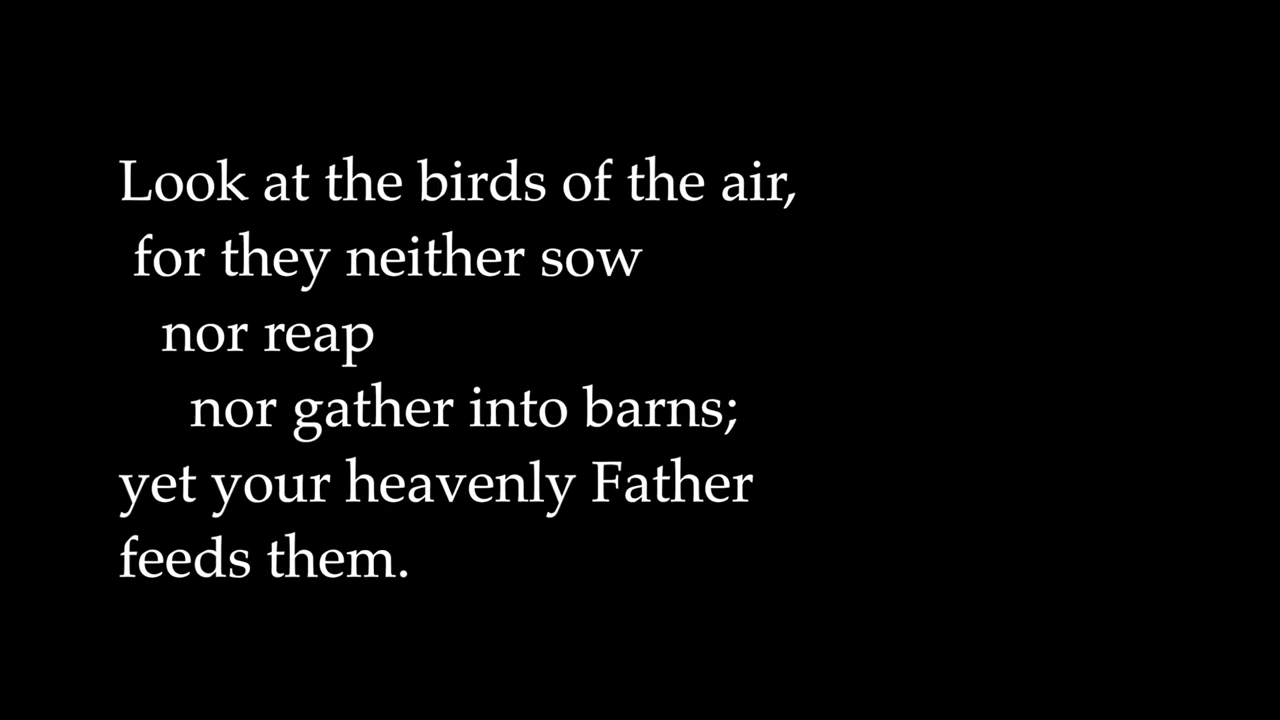 Look at the birds of the air,
for they neither sow
nor reap
nor gather into barns;
yet your heavenly Father
feeds them.